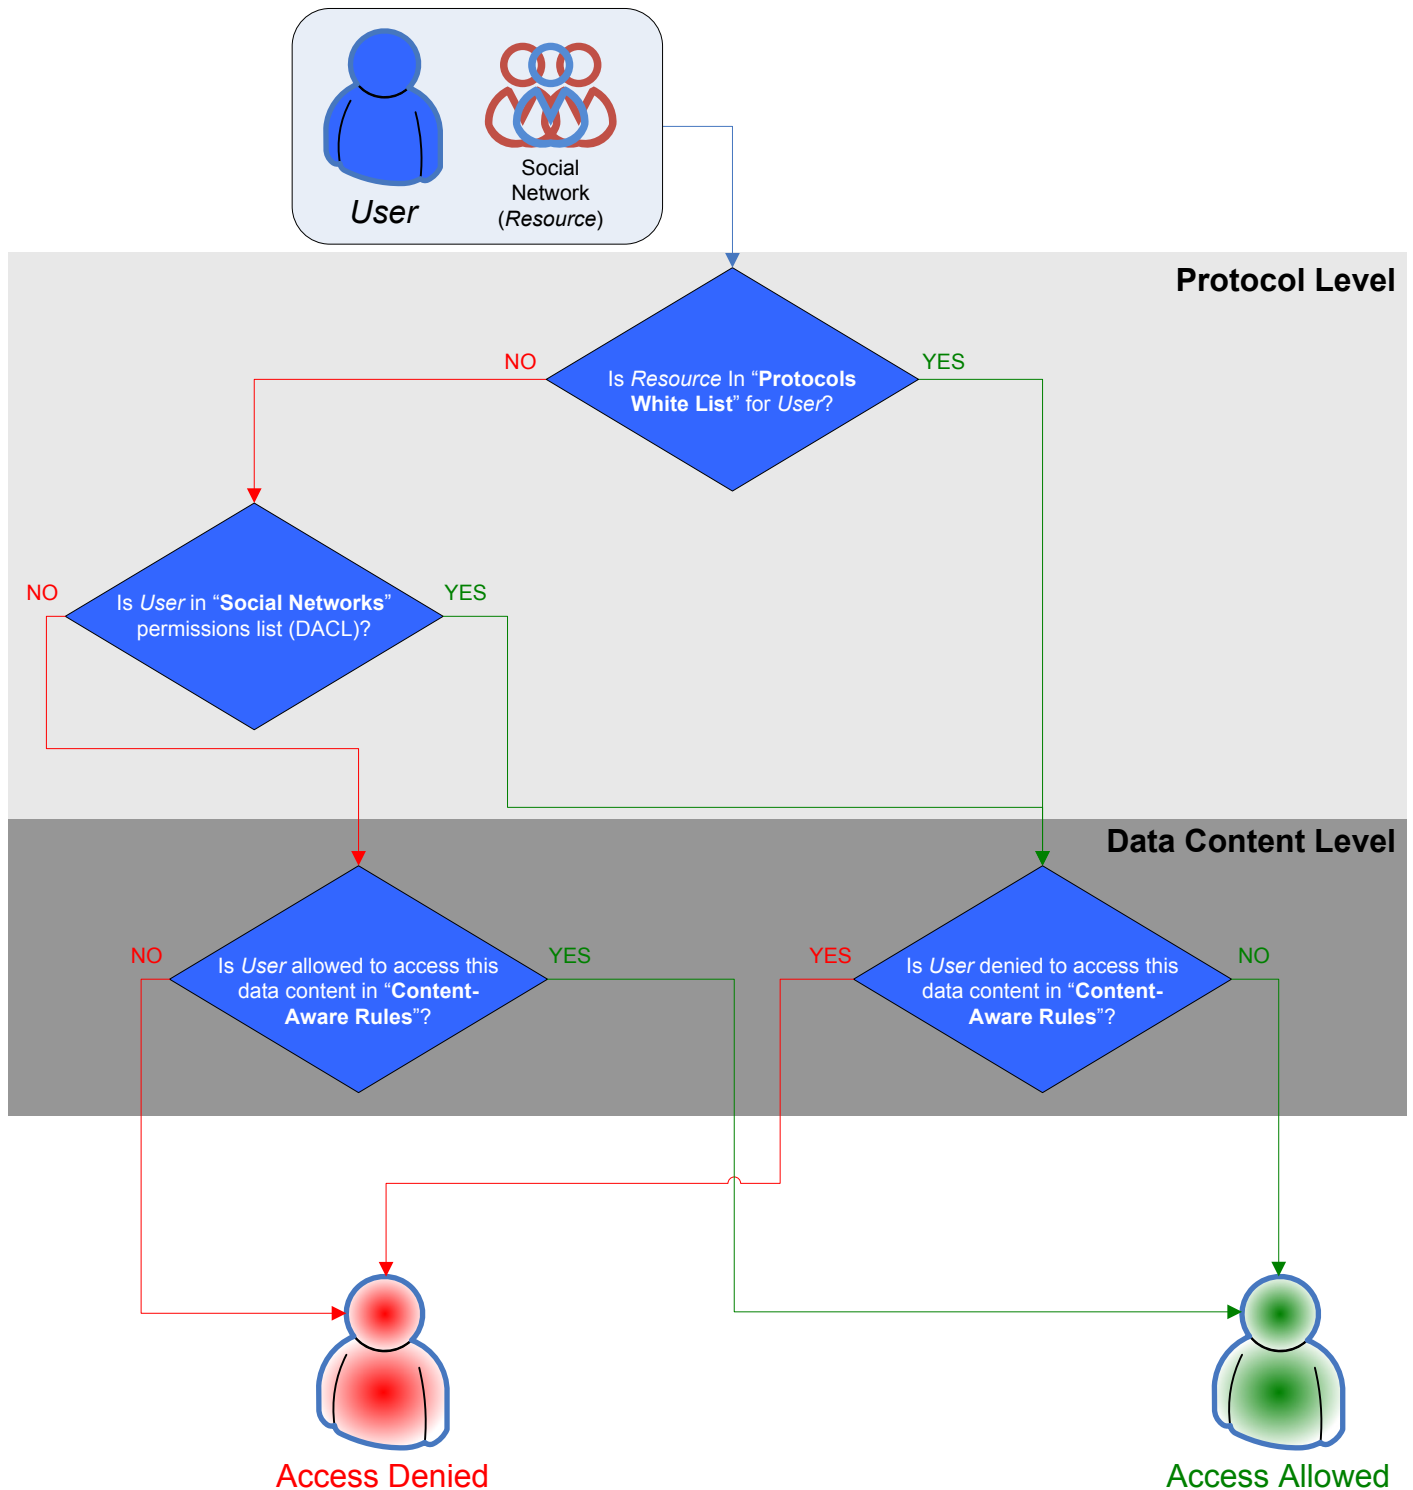 User
Social
Network
(Resource)
Protocol Level
NO
YES
Is Resource In “Protocols
White List” for User?
NO
YES
Is User in “Social Networks”
permissions list (DACL)?
Data Content Level
NO
YES
Is User allowed to access this
data content in “Content-
Aware Rules”?
YES
NO
Is User denied to access this
data content in “Content-
Aware Rules”?
Access Denied
Access Allowed